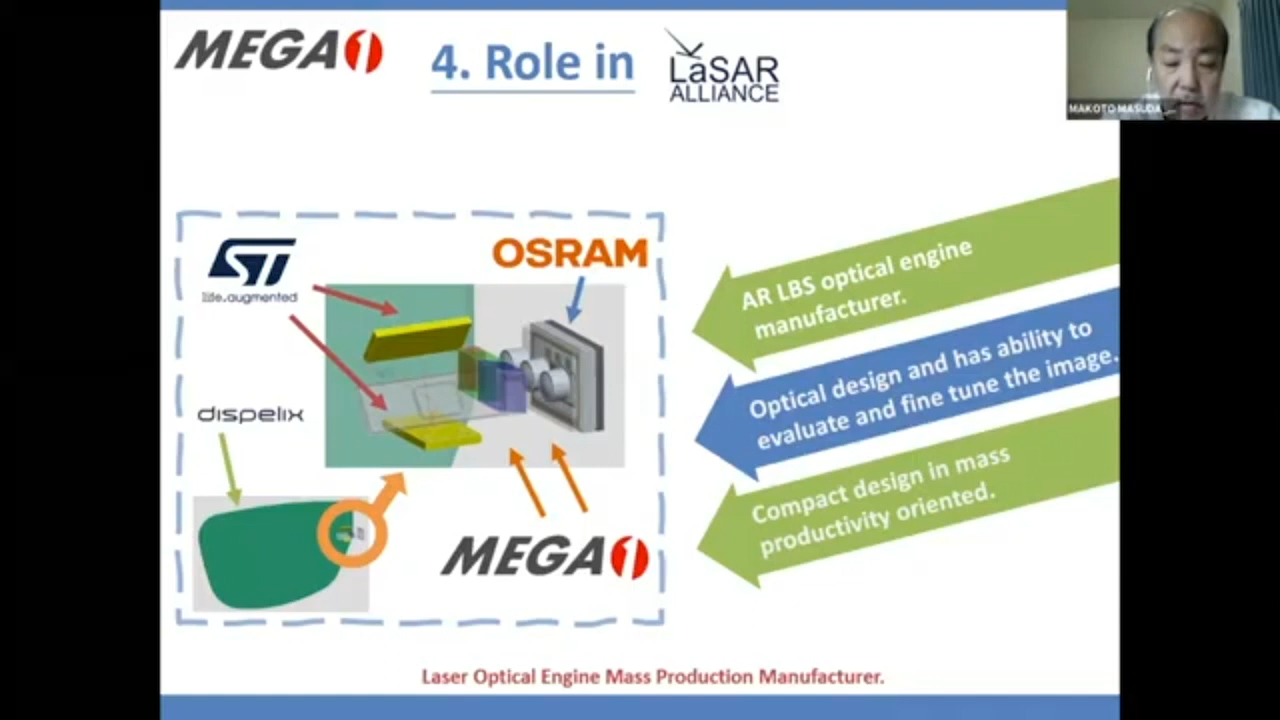 MEGA1
4. Role in
LaSAR
ALLIANCE
MAKOTO MASUDA
ST
life.augmented
OSRAM
dispelix
MEGA1
AR LBS optical engine
manufacturer.
Optical design and has ability to
evaluate and fine tune the image.
Compact design in mass
productivity oriented.
Laser Optical Engine Mass Production Manufacturer.